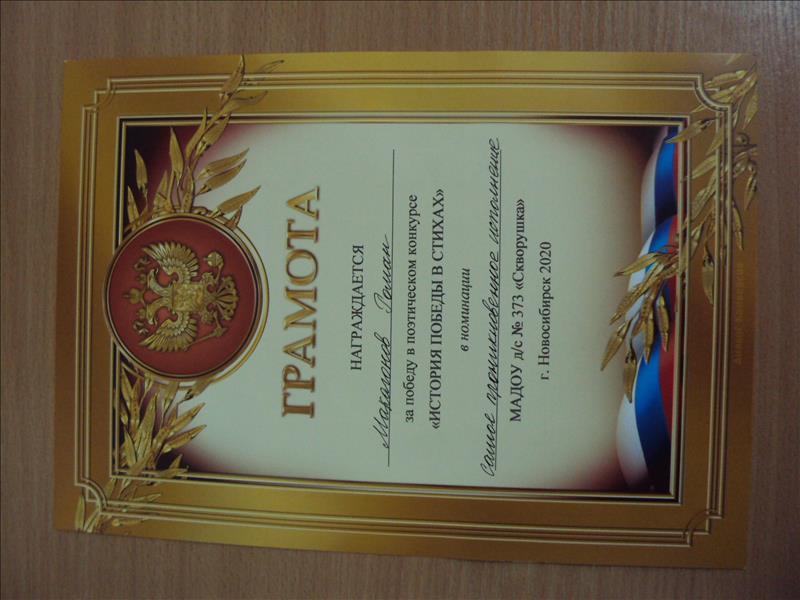 ГРАМОТА
НАГРАЖДАЕТСЯ
Макагонов Роман
за победу в поэтическом конкурсе
«ИСТОРИЯ ПОБЕДЫ В СТИХАХ»
в номинации
самое проникновенное исполнение
МАДОУ д/с № 373 «Скворушка»
г. Новосибирск 2020